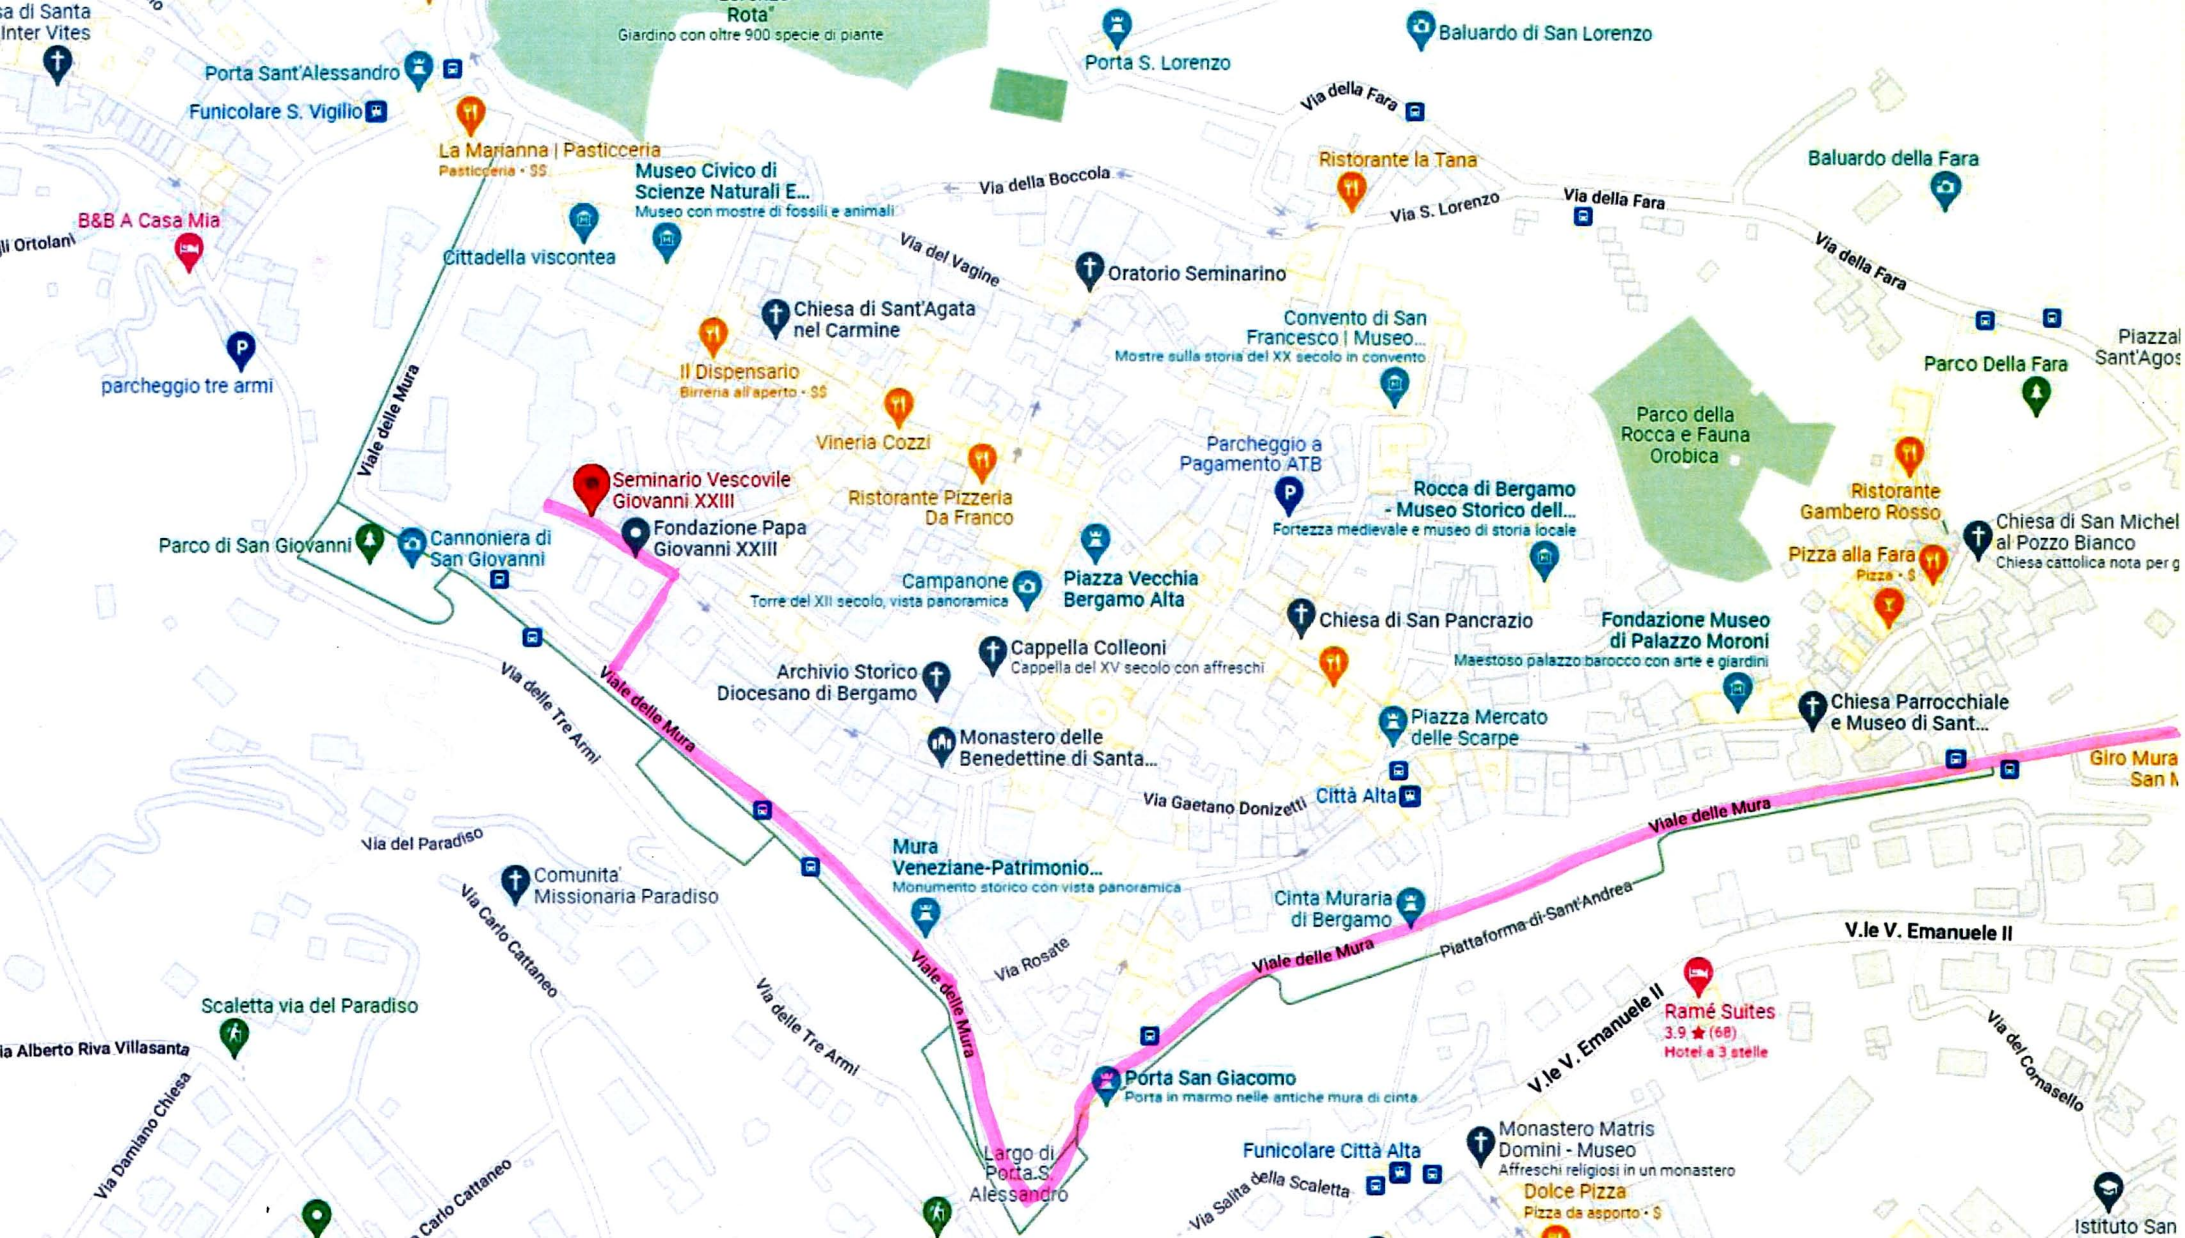 sa di Santa
Inter Vites
Rota"
Giardino con oltre 900 specie di piante
Porta S. Lorenzo
Baluardo di San Lorenzo
Porta Sant'Alessandro
Funicolare S. Vigilio
La Marianna | Pasticceria
Pasticceria · $$
Via della Fara
Ristorante la Tana
Baluardo della Fara
Museo Civico di
Scienze Naturali E...
Museo con mostre di fossili e animali
Via della Boccola
Via S. Lorenzo
Via della Fara
B&B A Casa Mia
li Ortolani
Cittadella viscontea
Via del Vagine
Oratorio Seminarino
Via della Fara
Chiesa di Sant'Agata
nel Carmine
Convento di San
Francesco | Museo...
Mostre sulla storia del XX secolo in convento
Piazzal
Sant'Agos
Parco Della Fara
parcheggio tre armi
Il Dispensario
Birreria all'aperto · $$
Viale delle Mura
Vineria Cozzi
Parco della
Rocca e Fauna
Orobica
Parcheggio a
Pagamento ATB
Seminario Vescovile
Giovanni XXIII
Ristorante Pizzeria
Da Franco
Rocca di Bergamo
- Museo Storico dell...
Fortezza medievale e museo di storia locale
Ristorante
Gambero Rosso
Parco di San Giovanni
Cannoniera di
San Giovanni
Fondazione Papa
Giovanni XXIII
Chiesa di San Michel
al Pozzo Bianco
Chiesa cattolica nota per g
Pizza alla Fara
Pizza · $
Campanone
Torre del XII secolo, vista panoramica
Piazza Vecchia
Bergamo Alta
Chiesa di San Pancrazio
Fondazione Museo
di Palazzo Moroni
Maestoso palazzo barocco con arte e giardini
Cappella Colleoni
Cappella del XV secolo con affreschi
Archivio Storico
Diocesano di Bergamo
Via delle Tre Armi
Viale delle Mura
Piazza Mercato
delle Scarpe
Chiesa Parrocchiale
e Museo di Sant...
Monastero delle
Benedettine di Santa...
Giro Mura
San M
Via Gaetano Donizetti
Città Alta
Viale delle Mura
Via del Paradiso
Mura
Veneziane-Patrimonio...
Monumento storico con vista panoramica
Comunita'
Missionaria Paradiso
Via Carlo Cattaneo
Cinta Muraria
di Bergamo
Piattaforma di Sant'Andrea
V.le V. Emanuele II
Via Rosate
Viale delle Mura
Viale delle Mura
Scaletta via del Paradiso
Via delle Tre Armi
Ramé Suites
3.9 ★ (68)
Hotel a 3 stelle
V.le V. Emanuele II
Via del Cornasello
ia Alberto Riva Villasanta
Via Damiano Chiesa
Porta San Giacomo
Porta in marmo nelle antiche mura di cinta
Largo di
Porta S.
Alessandro
Funicolare Città Alta
Via Salita della Scaletta
Monastero Matris
Domini - Museo
Affreschi religiosi in un monastero
Dolce Pizza
Pizza da asporto · $
Carlo Cattaneo
Istituto San
P
P